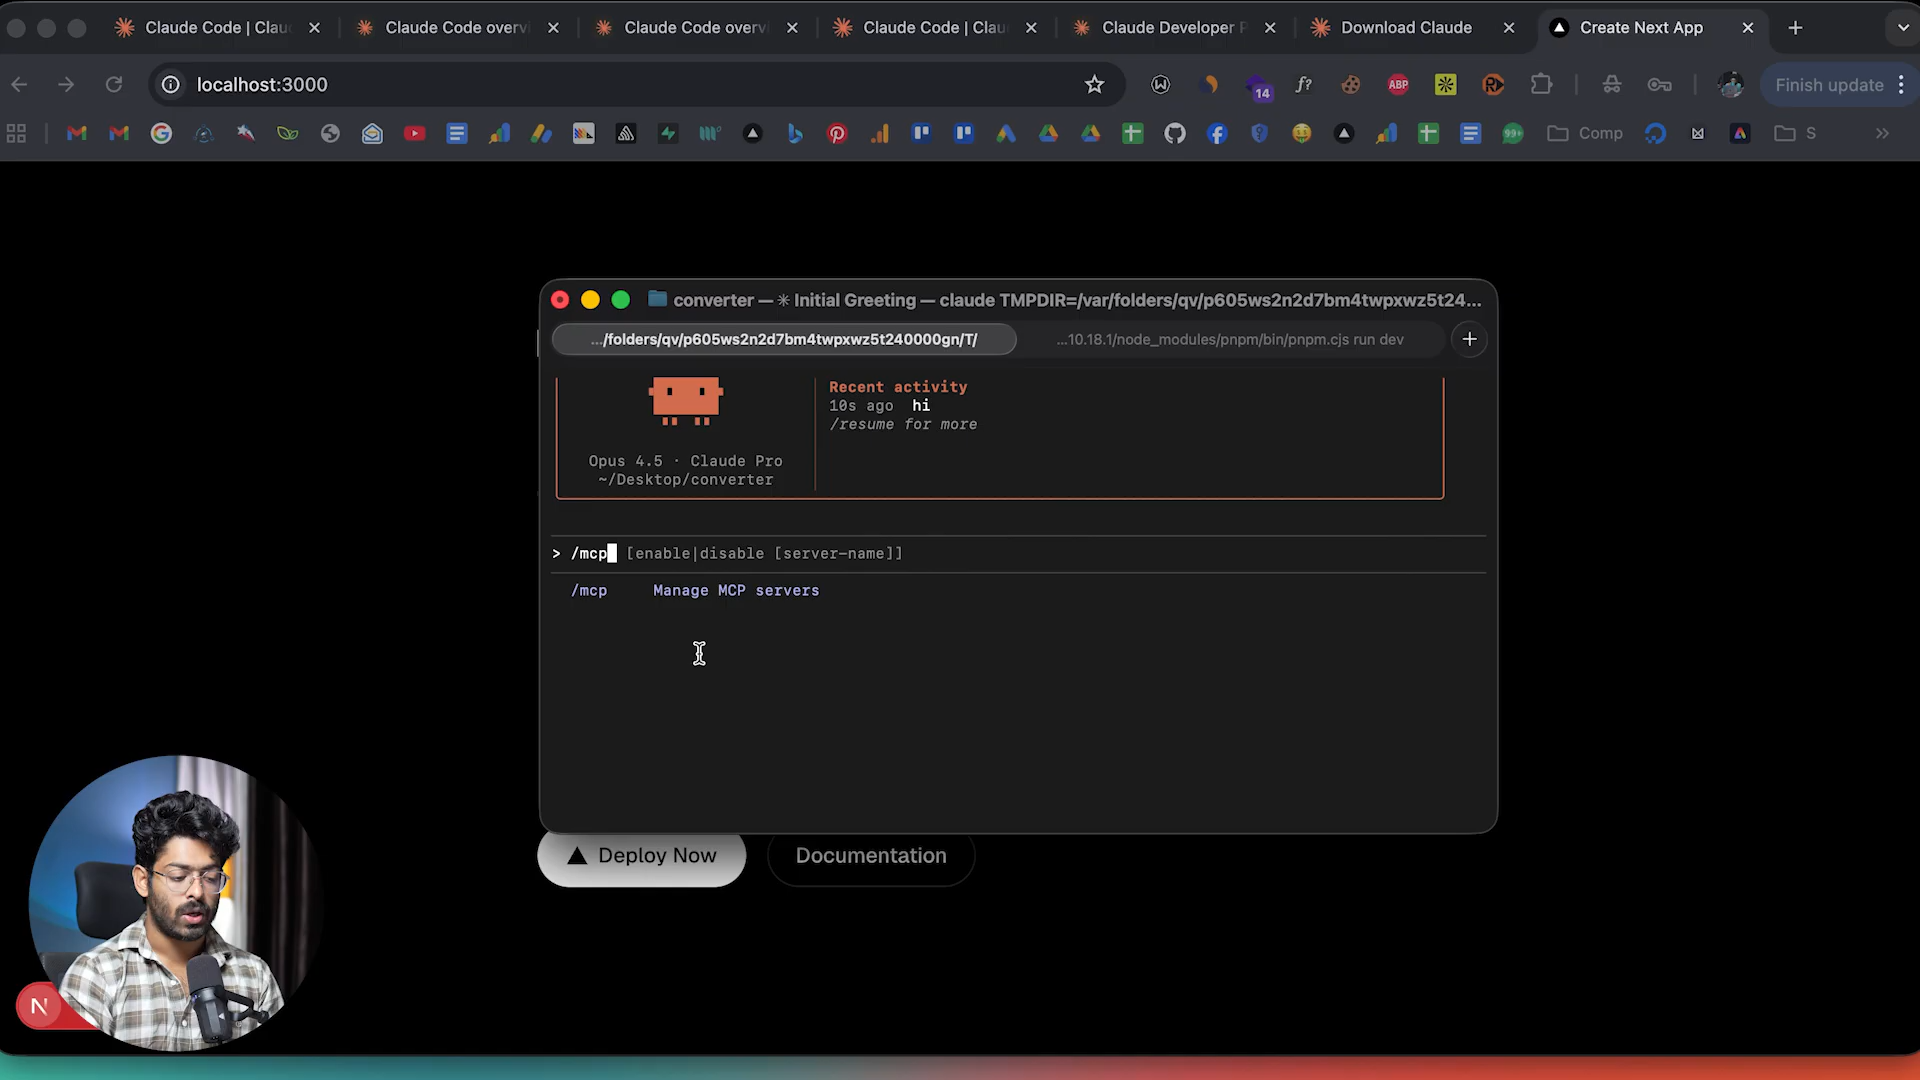 Claude Code | Clau
Claude Code overvi
Claude Code overv
Claude Code | Clau
Claude Developer P
Download Claude
Create Next App
localhost:3000
14
f?
ABP
Finish update
99+
Comp
S
converter — ✳ Initial Greeting — claude TMPDIR=/var/folders/qv/p605ws2n2d7bm4twpxwz5t24...
.../folders/qv/p605ws2n2d7bm4twpxwz5t240000gn/T/
...10.18.1/node_modules/pnpm/bin/pnpm.cjs run dev
Recent activity
10s ago hi
/resume for more
Opus 4.5 · Claude Pro
~/Desktop/converter
> /mcp [enable|disable [server-name]]
/mcp Manage MCP servers
Deploy Now
Documentation
N